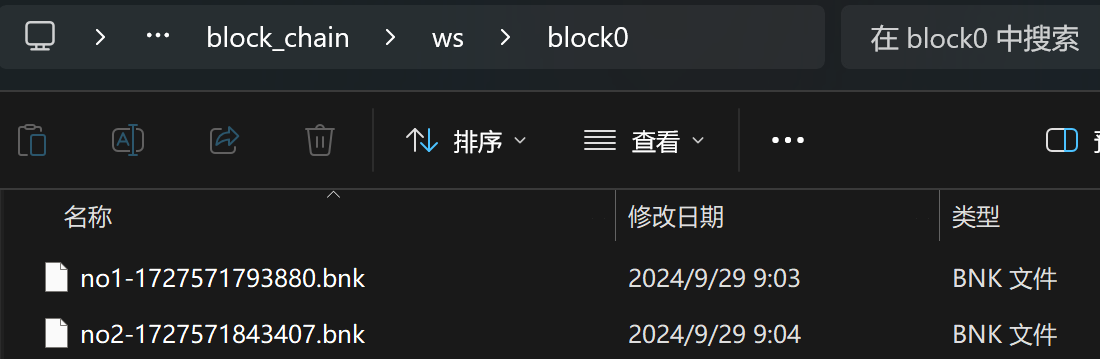 … block_chain ws block0 在 block0 中搜索
排序 查看 …
名称 修改日期 类型
no1-1727571793880.bnk 2024/9/29 9:03 BNK 文件
no2-1727571843407.bnk 2024/9/29 9:04 BNK 文件